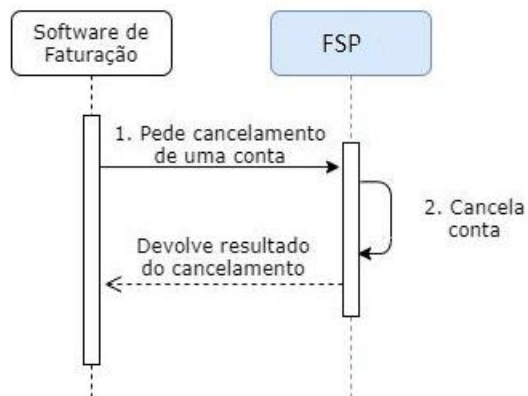 Software de
Faturação
FSP
1. Pede cancelamento
de uma conta
2. Cancela
conta
Devolve resultado
do cancelamento